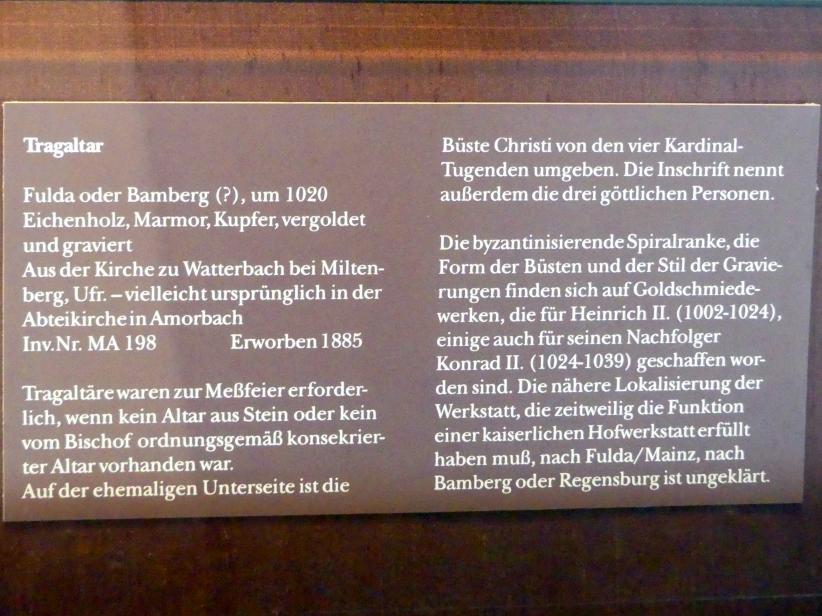 Tragaltar
Fulda oder Bamberg (?), um 1020
Eichenholz, Marmor, Kupfer, vergoldet
und graviert
Aus der Kirche zu Watterbach bei Milten-
berg, Ufr. – vielleicht ursprünglich in der
Abteikirche in Amorbach
Inv.Nr. MA 198 Erworben 1885
Tragaltäre waren zur Meßfeier erforder-
lich, wenn kein Altar aus Stein oder kein
vom Bischof ordnungsgemäß konsekrier-
ter Altar vorhanden war.
Auf der ehemaligen Unterseite ist die
Büste Christi von den vier Kardinal-
Tugenden umgeben. Die Inschrift nennt
außerdem die drei göttlichen Personen.
Die byzantinisierende Spiralranke, die
Form der Büsten und der Stil der Gravie-
rungen finden sich auf Goldschmiede-
werken, die für Heinrich II. (1002-1024),
einige auch für seinen Nachfolger
Konrad II. (1024-1039) geschaffen wor-
den sind. Die nähere Lokalisierung der
Werkstatt, die zeitweilig die Funktion
einer kaiserlichen Hofwerkstatt erfüllt
haben muß, nach Fulda/Mainz, nach
Bamberg oder Regensburg ist ungeklärt.